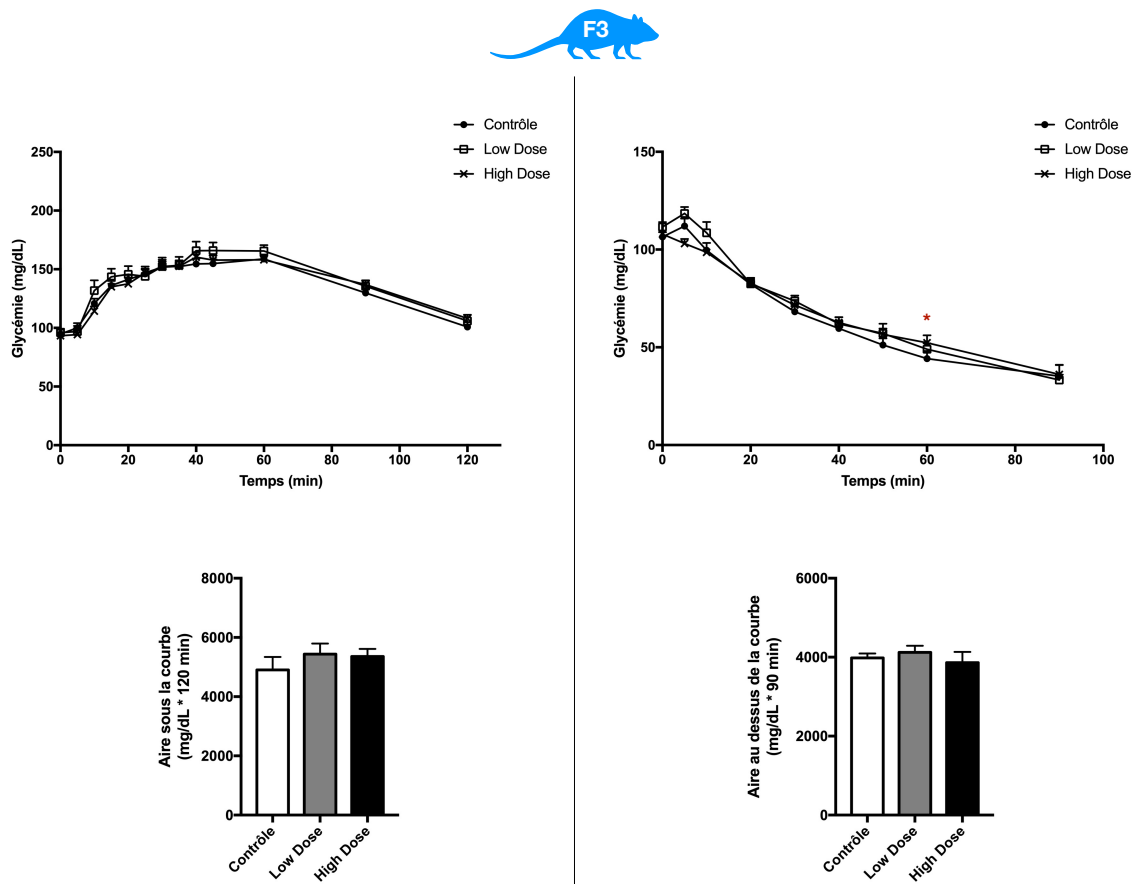 F3
Contrôle
Low Dose
High Dose
250
200
150
100
50
0
Glycémie (mg/dL)
0 20 40 60 80 100 120
Temps (min)
Contrôle
Low Dose
High Dose
150
100
50
0
Glycémie (mg/dL)
*
0 20 40 60 80 100
Temps (min)
8000
6000
4000
2000
0
Aire sous la courbe
(mg/dL * 120 min)
Contrôle
Low Dose
High Dose
6000
4000
2000
0
Aire au dessus de la courbe
(mg/dL * 90 min)
Contrôle
Low Dose
High Dose